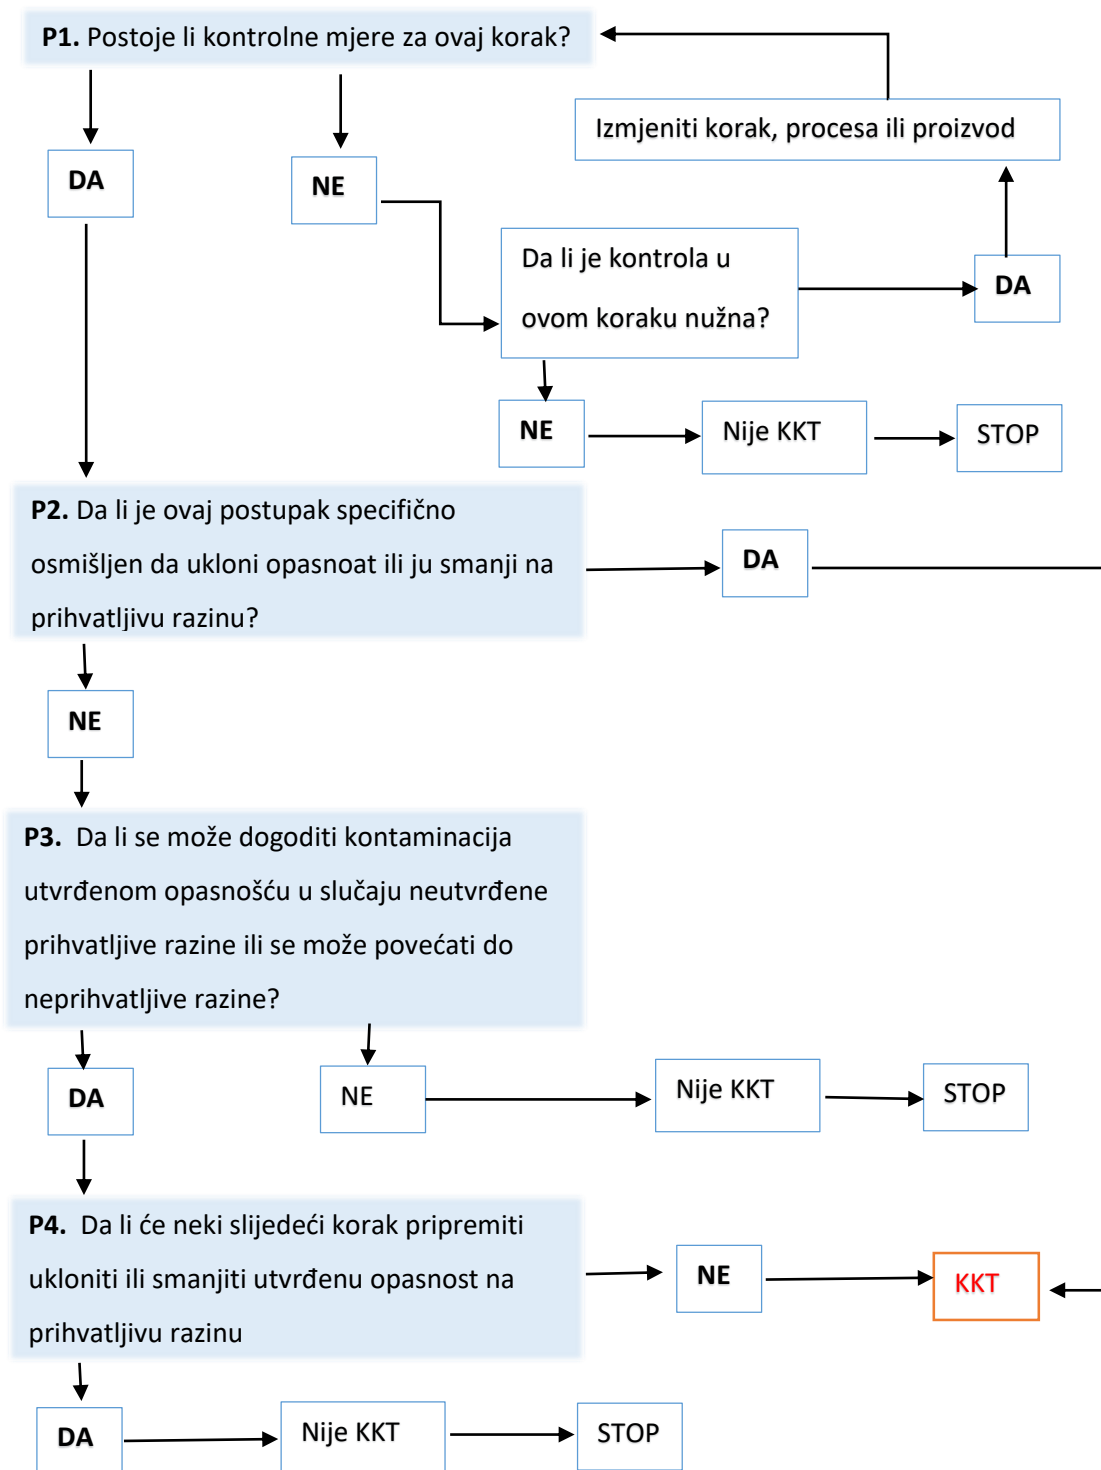 P1. Postoje li kontrolne mjere za ovaj korak?
Izmjeniti korak, procesa ili proizvod
DA
NE
Da li je kontrola u
ovom koraku nužna?
DA
NE
Nije KKT
STOP
P2. Da li je ovaj postupak specifično
osmišljen da ukloni opasnoat ili ju smanji na
prihvatljivu razinu?
DA
NE
P3. Da li se može dogoditi kontaminacija
utvrđenom opasnošću u slučaju neutvrđene
prihvatljive razine ili se može povećati do
neprihvatljive razine?
DA
NE
Nije KKT
STOP
P4. Da li će neki slijedeći korak pripremiti
ukloniti ili smanjiti utvrđenu opasnost na
prihvatljivu razinu
NE
KKT
DA
Nije KKT
STOP